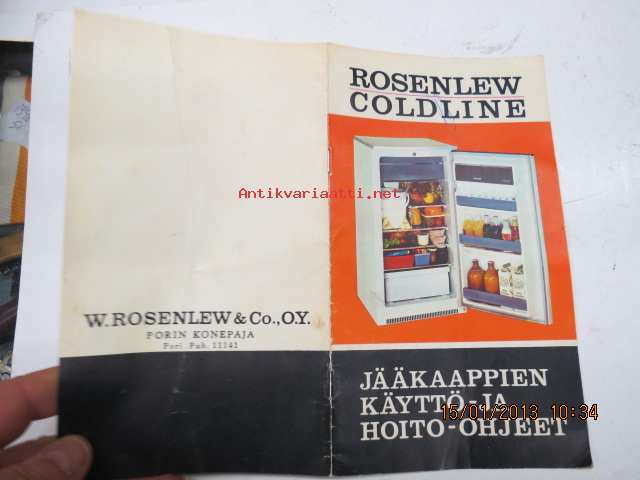 ROSENLEW
COLDLINE
Antikvariaatti.net
W. ROSENLEW & Co., O.Y.
PORIN KONEPAJA
Pori Puh. 11141
JÄÄKAAPPIEN
KÄYTTÖ- JA
HOITO-OHJEET
15/01/2013 10:34